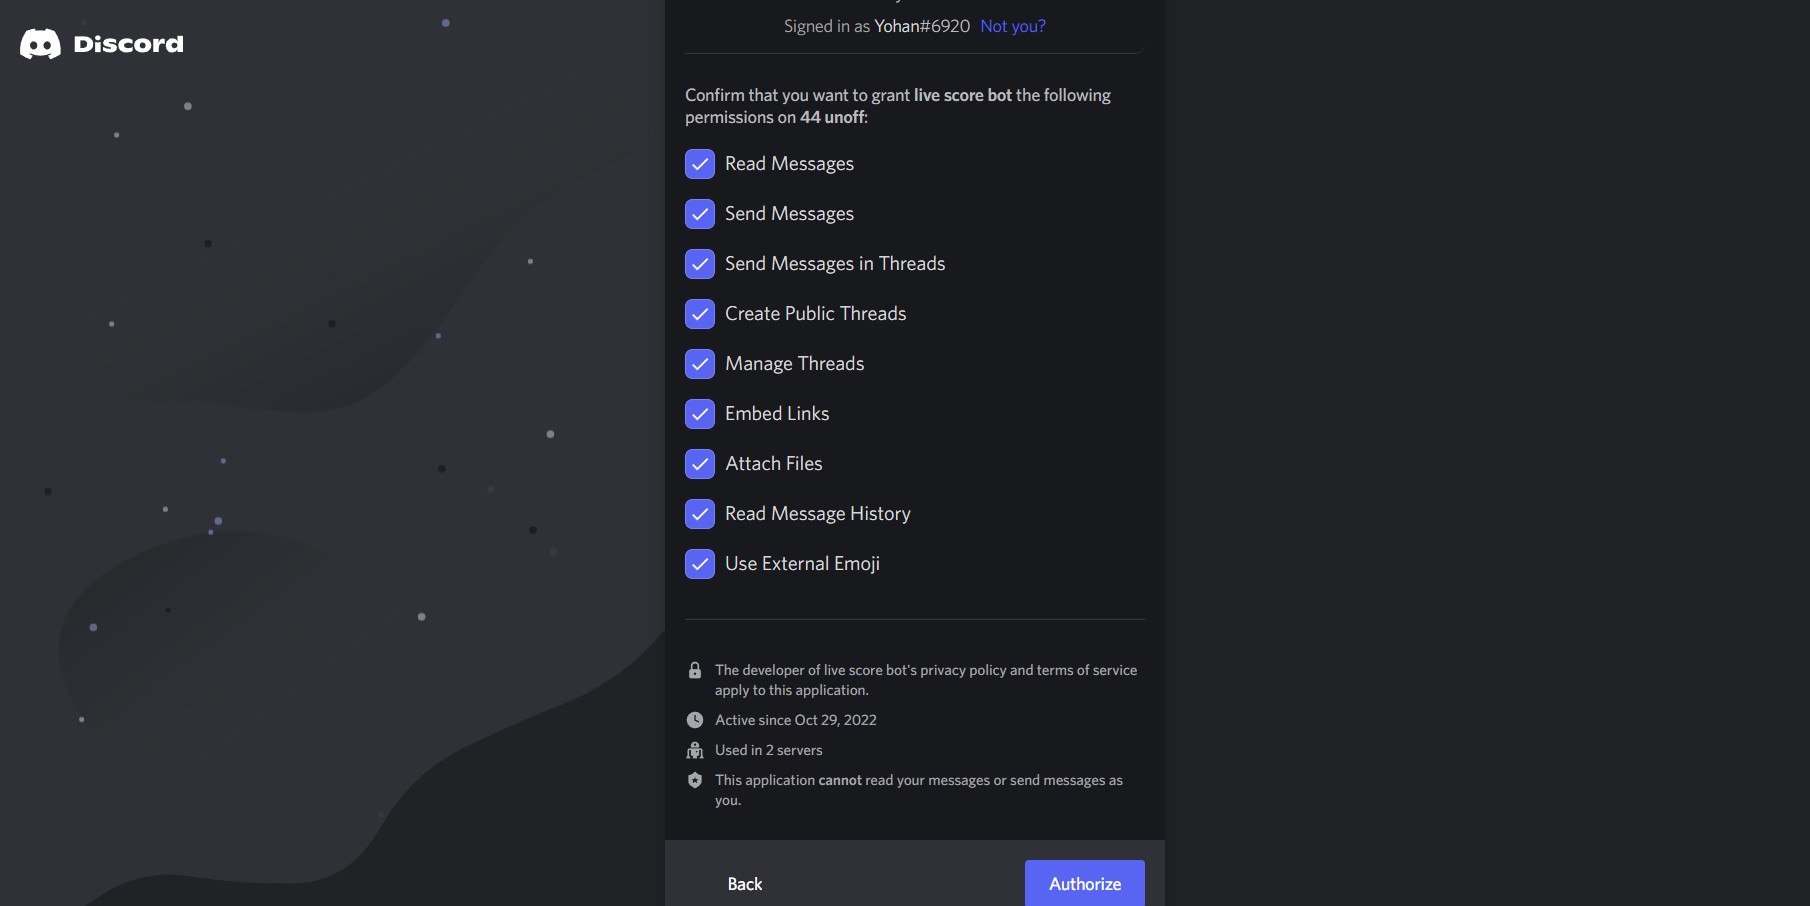 Discord
Signed in as Yohan#6920 Not you?
Confirm that you want to grant live score bot the following
permissions on 44 unoff:
Read Messages
Send Messages
Send Messages in Threads
Create Public Threads
Manage Threads
Embed Links
Attach Files
Read Message History
Use External Emoji
The developer of live score bot's privacy policy and terms of service
apply to this application.
Active since Oct 29, 2022
Used in 2 servers
This application cannot read your messages or send messages as
you.
Back
Authorize